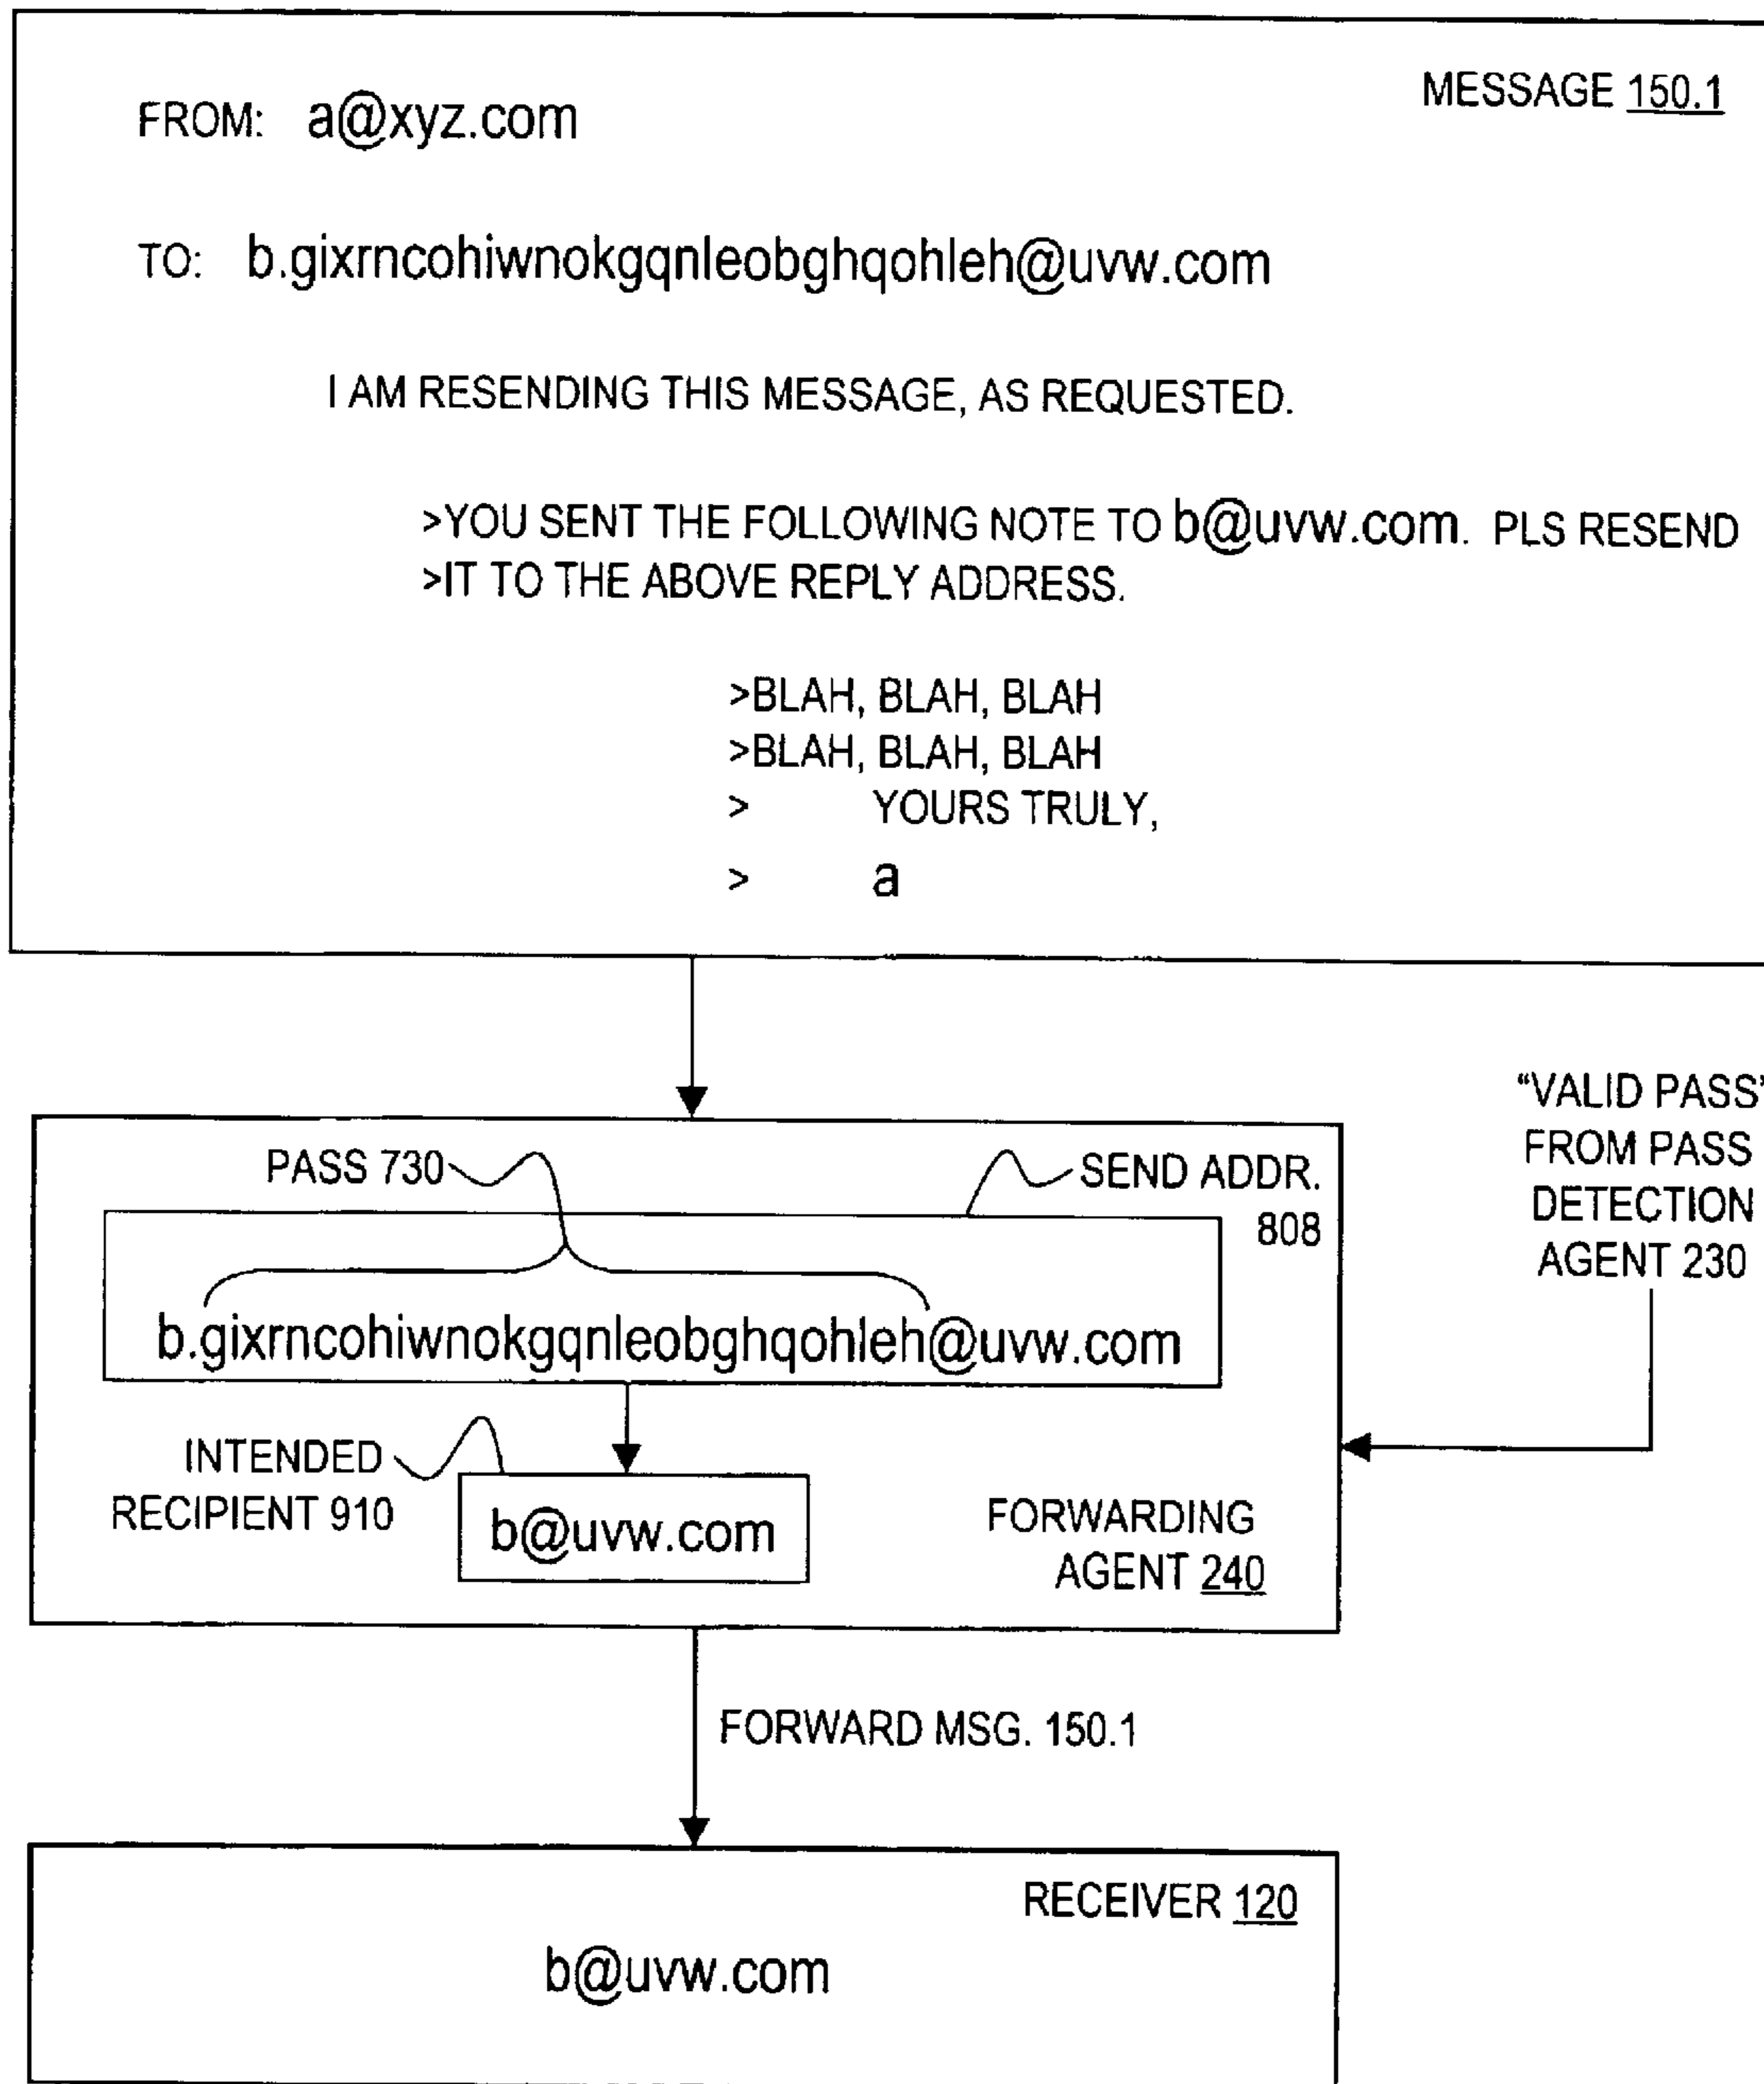 MESSAGE 150.1
FROM: a@xyz.com
TO: b.gixrncohiwnokgqnleobghqohleh@uvw.com
I AM RESENDING THIS MESSAGE, AS REQUESTED.
>YOU SENT THE FOLLOWING NOTE TO b@uvw.com. PLS RESEND
>IT TO THE ABOVE REPLY ADDRESS.
>BLAH, BLAH, BLAH
>BLAH, BLAH, BLAH
> YOURS TRULY,
> a
"VALID PASS"
FROM PASS
DETECTION
AGENT 230
PASS 730
SEND ADDR.
808
b.gixrncohiwnokgqnleobghqohleh@uvw.com
INTENDED
RECIPIENT 910
b@uvw.com
FORWARDING
AGENT 240
FORWARD MSG. 150.1
RECEIVER 120
b@uvw.com